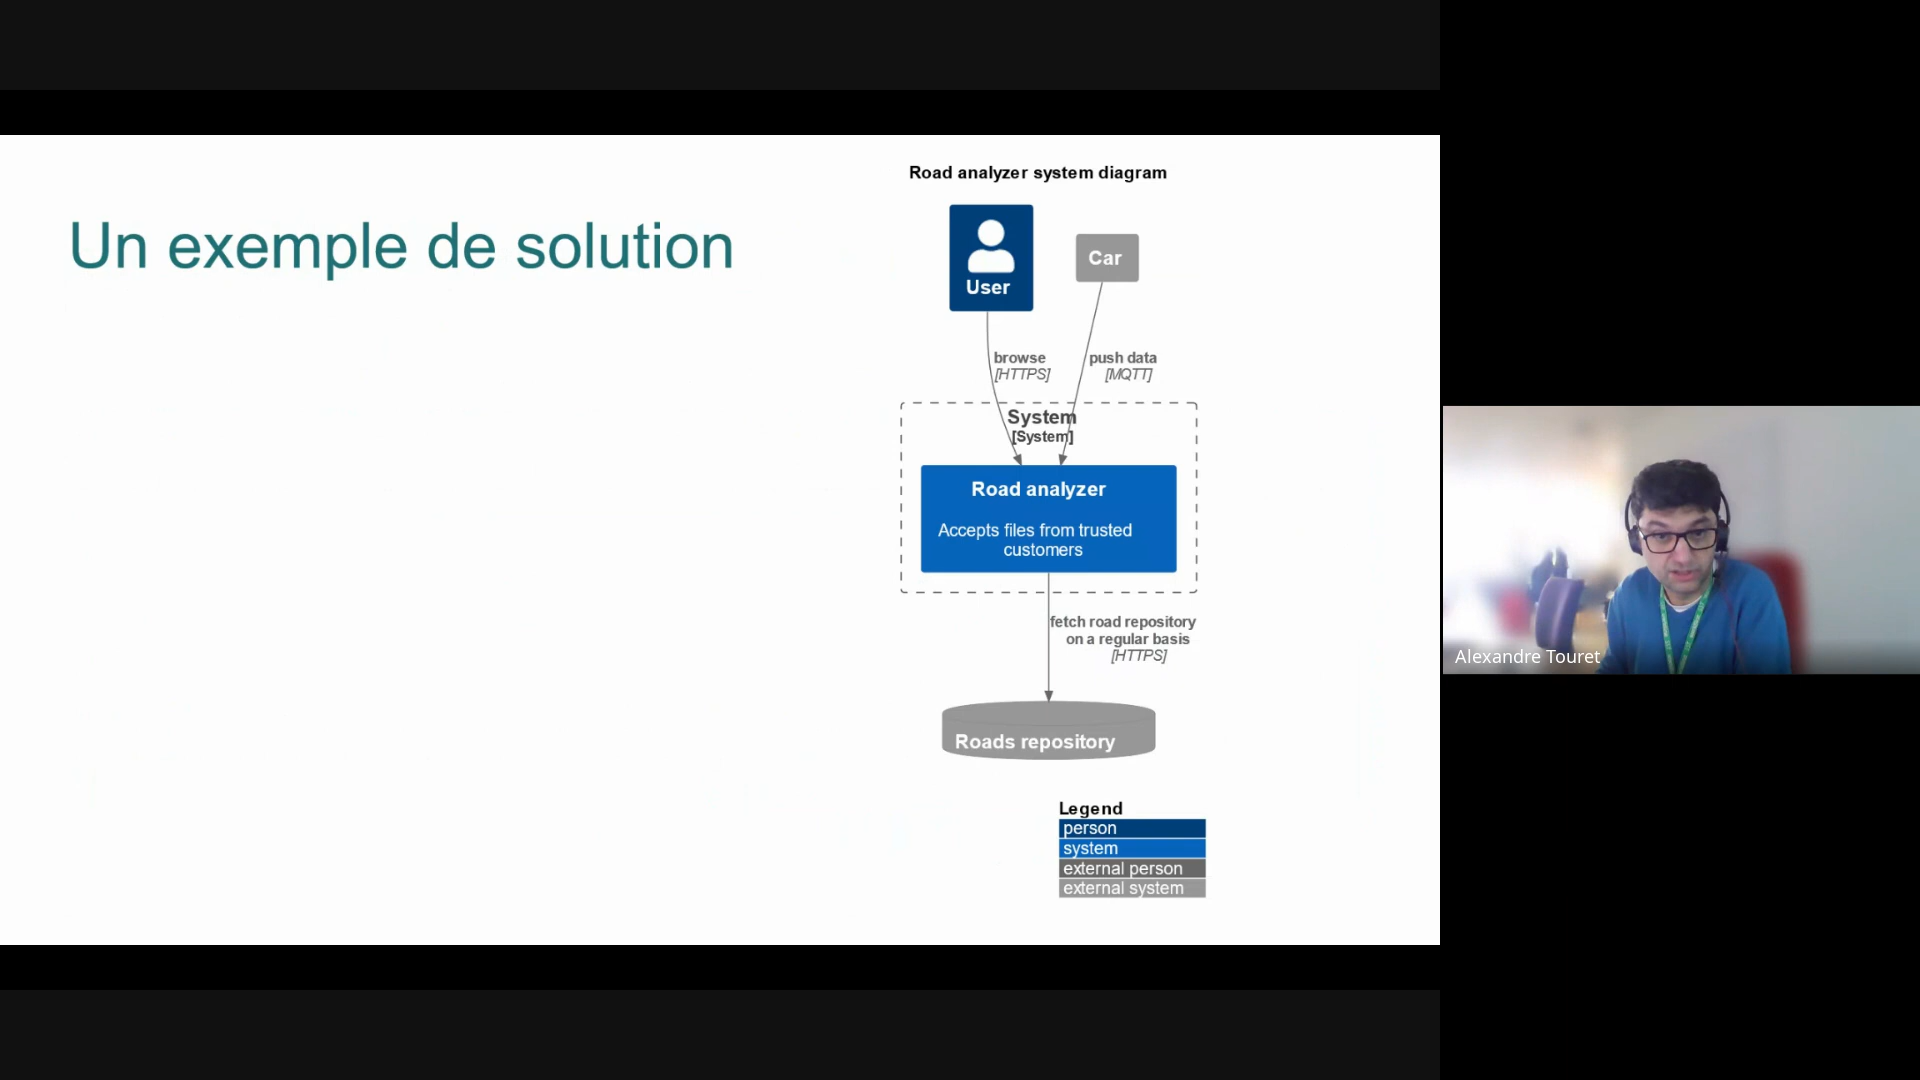 Un exemple de solution
Road analyzer system diagram
User
Car
browse
[HTTPS]
push data
[MQTT]
System
[System]
Road analyzer
Accepts files from trusted
customers
fetch road repository
on a regular basis
[HTTPS]
Roads repository
Legend
person
system
external person
external system
Alexandre Touret